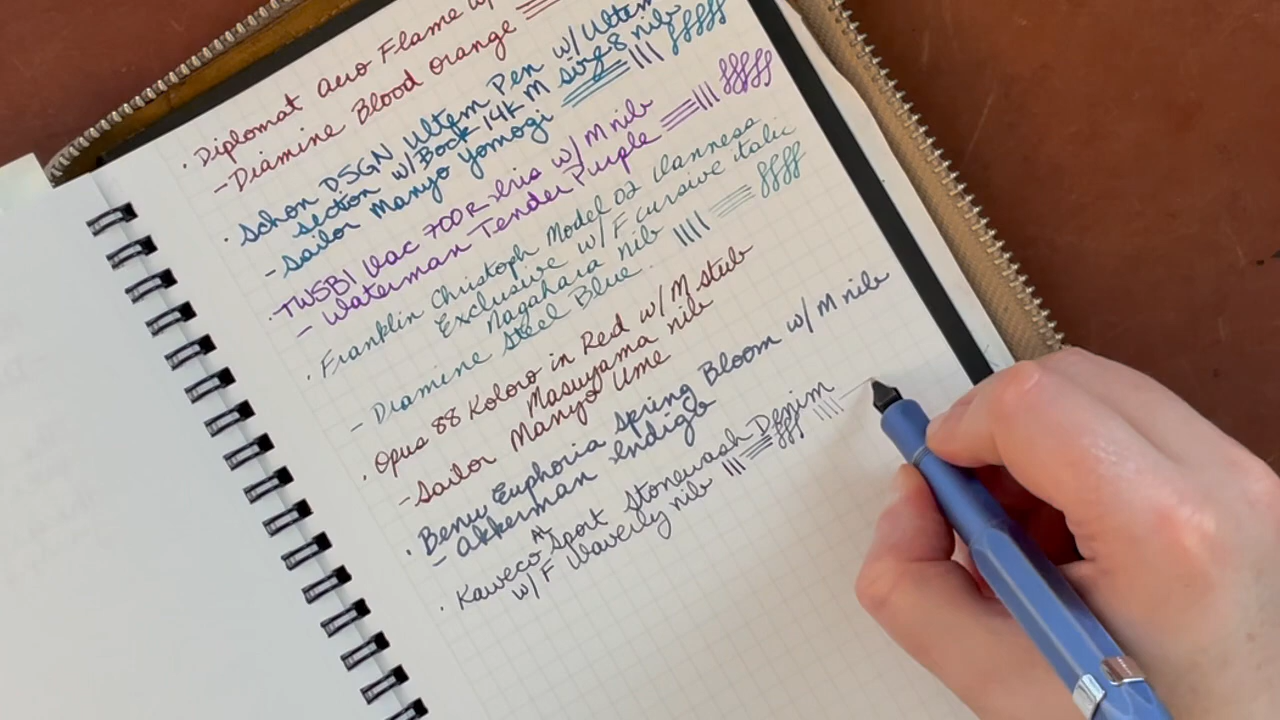 · Diplomat Aero Flame w/
- Diamine Blood Orange
· Schon DSGN Ultem Pen w/ Ultem
section w/ Bock 14K M size 8 nib
- Sailor Manyo Yomogi
· TWSBI Vac 700R Iris w/ M nib
- Waterman Tender Purple
· Franklin Christoph Model 02 Vanness
Exclusive w/ F cursive italic
Nagahara nib
- Diamine Steel Blue
· Opus 88 Koloro in Red w/ M stub
Masuyama nib
- Sailor Manyo Ume
· Benu Euphoria Spring Bloom w/ M nib
- Akkerman
· Kaweco Al Sport Stonewash Denim
w/ F Waverly nib